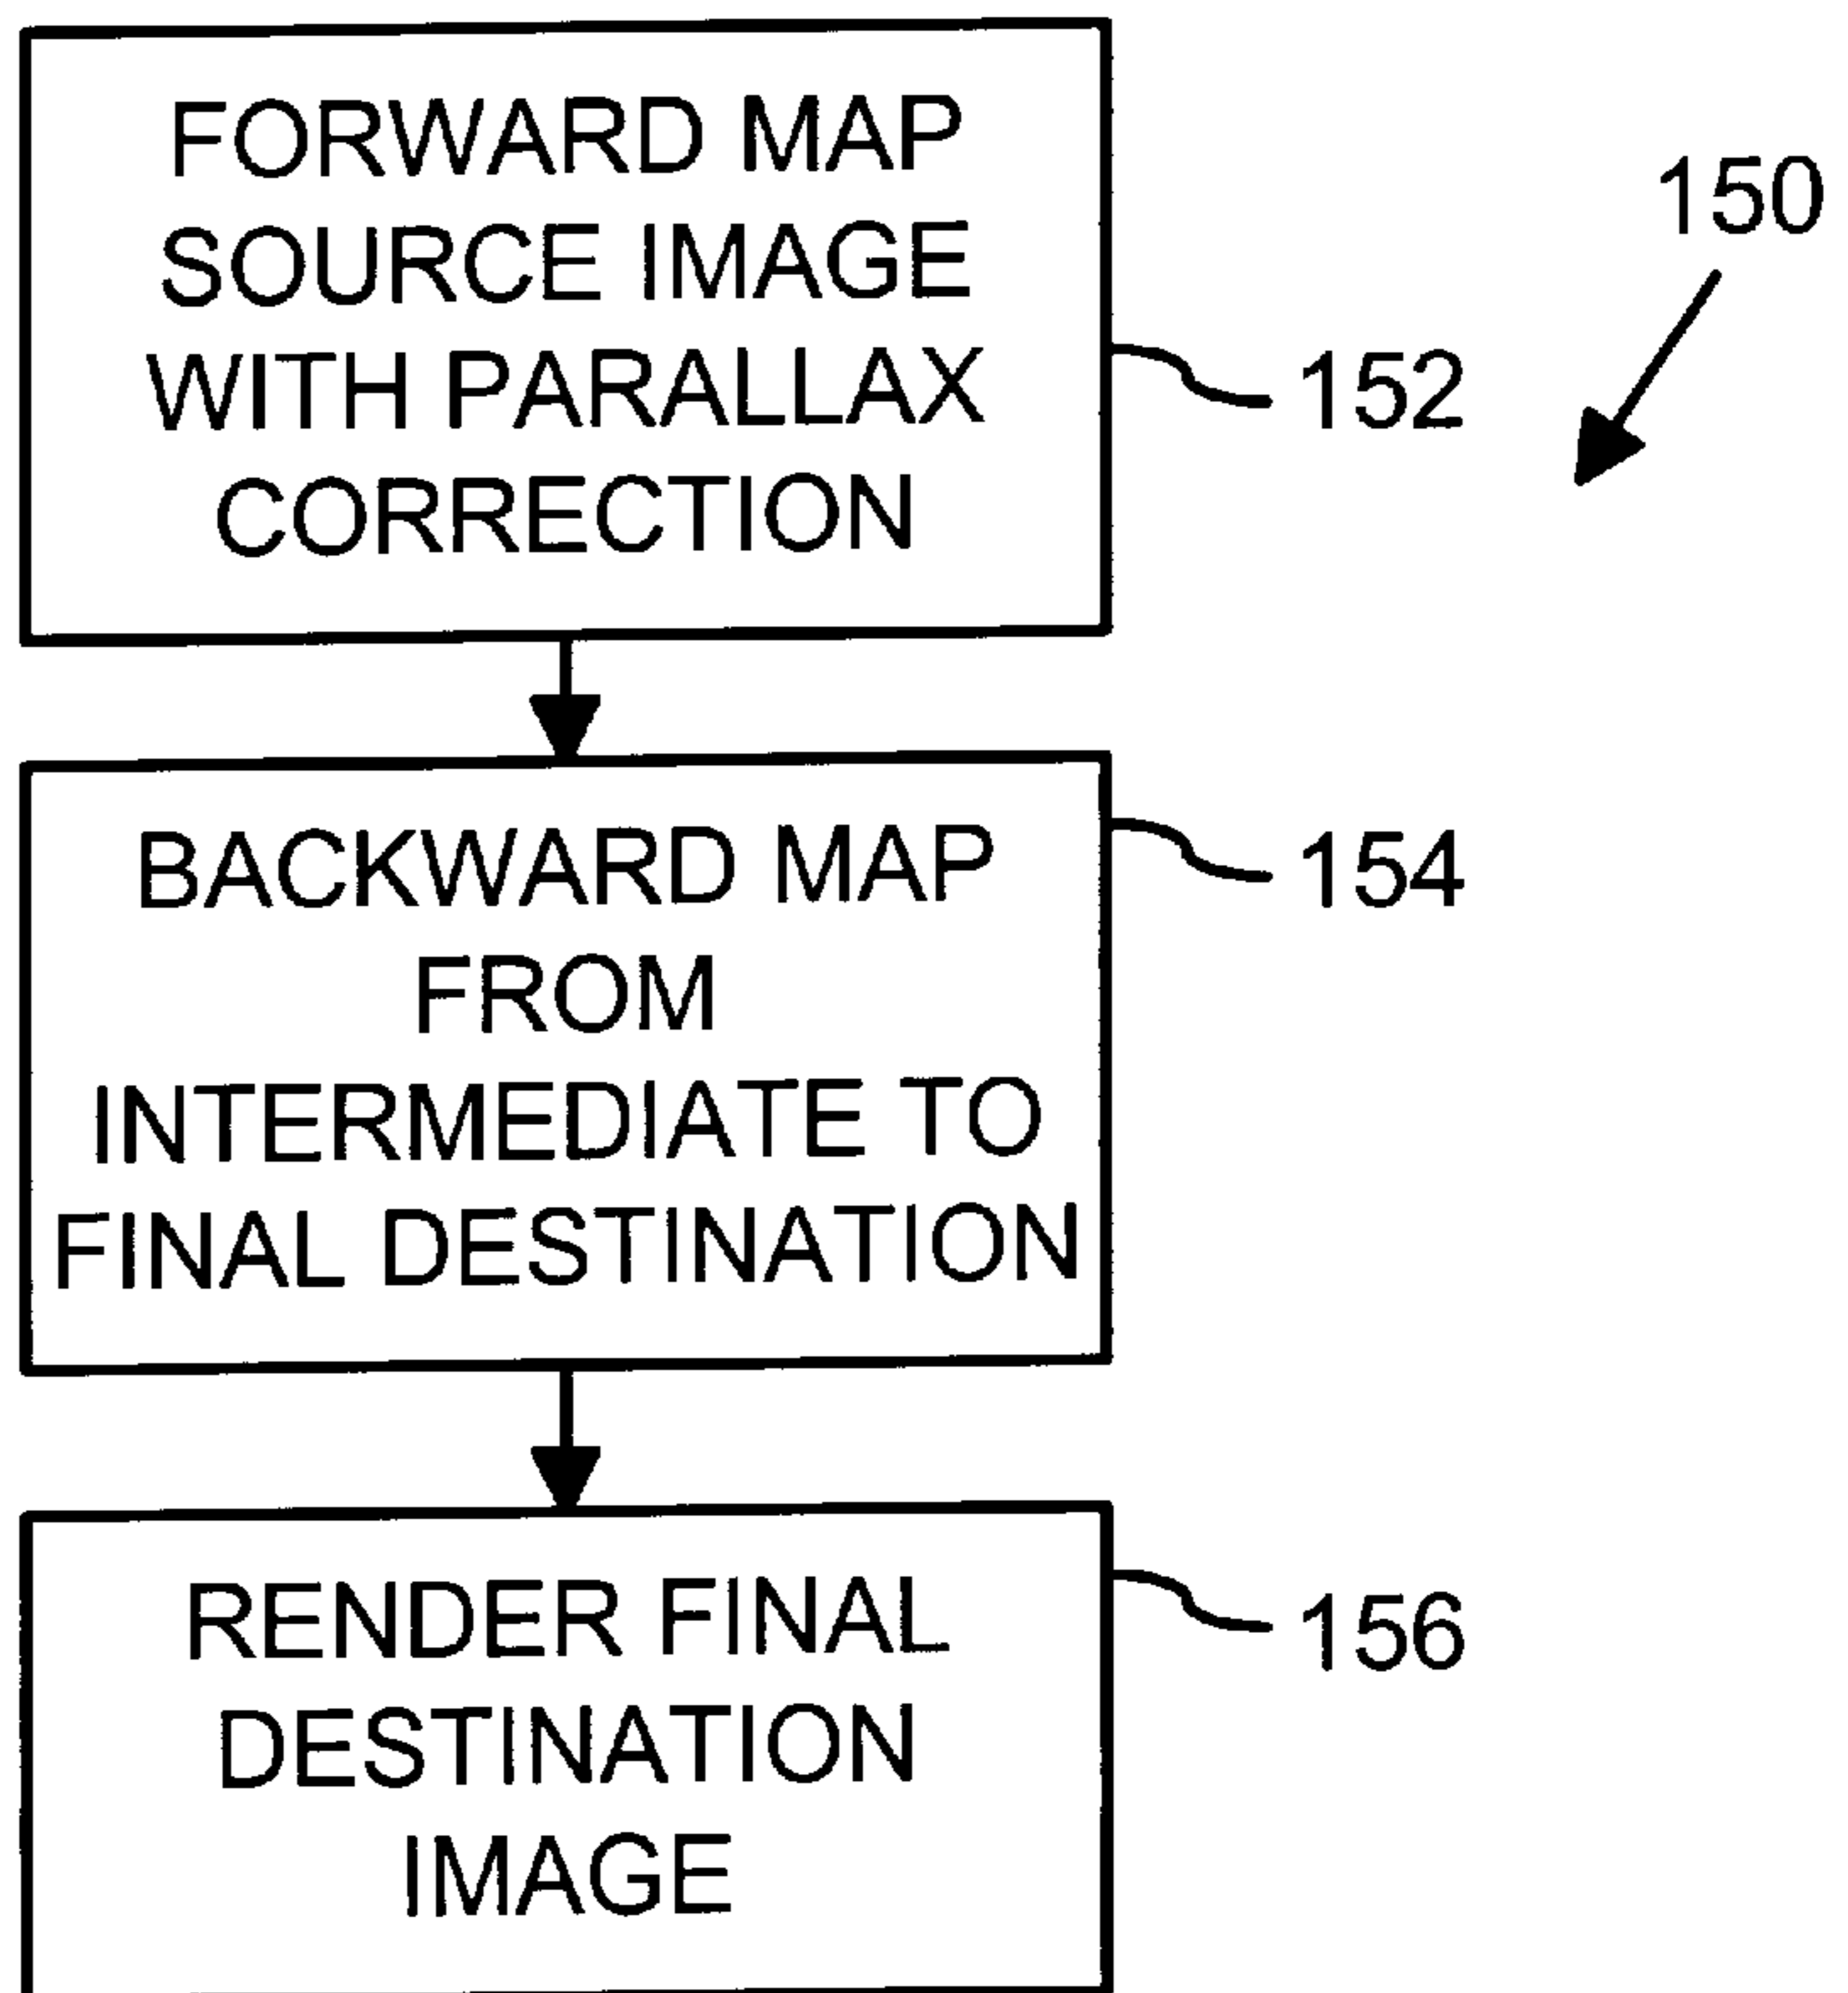 FORWARD MAP
SOURCE IMAGE
WITH PARALLAX
CORRECTION
150
152
BACKWARD MAP
FROM
INTERMEDIATE TO
FINAL DESTINATION
154
RENDER FINAL
DESTINATION
IMAGE
156